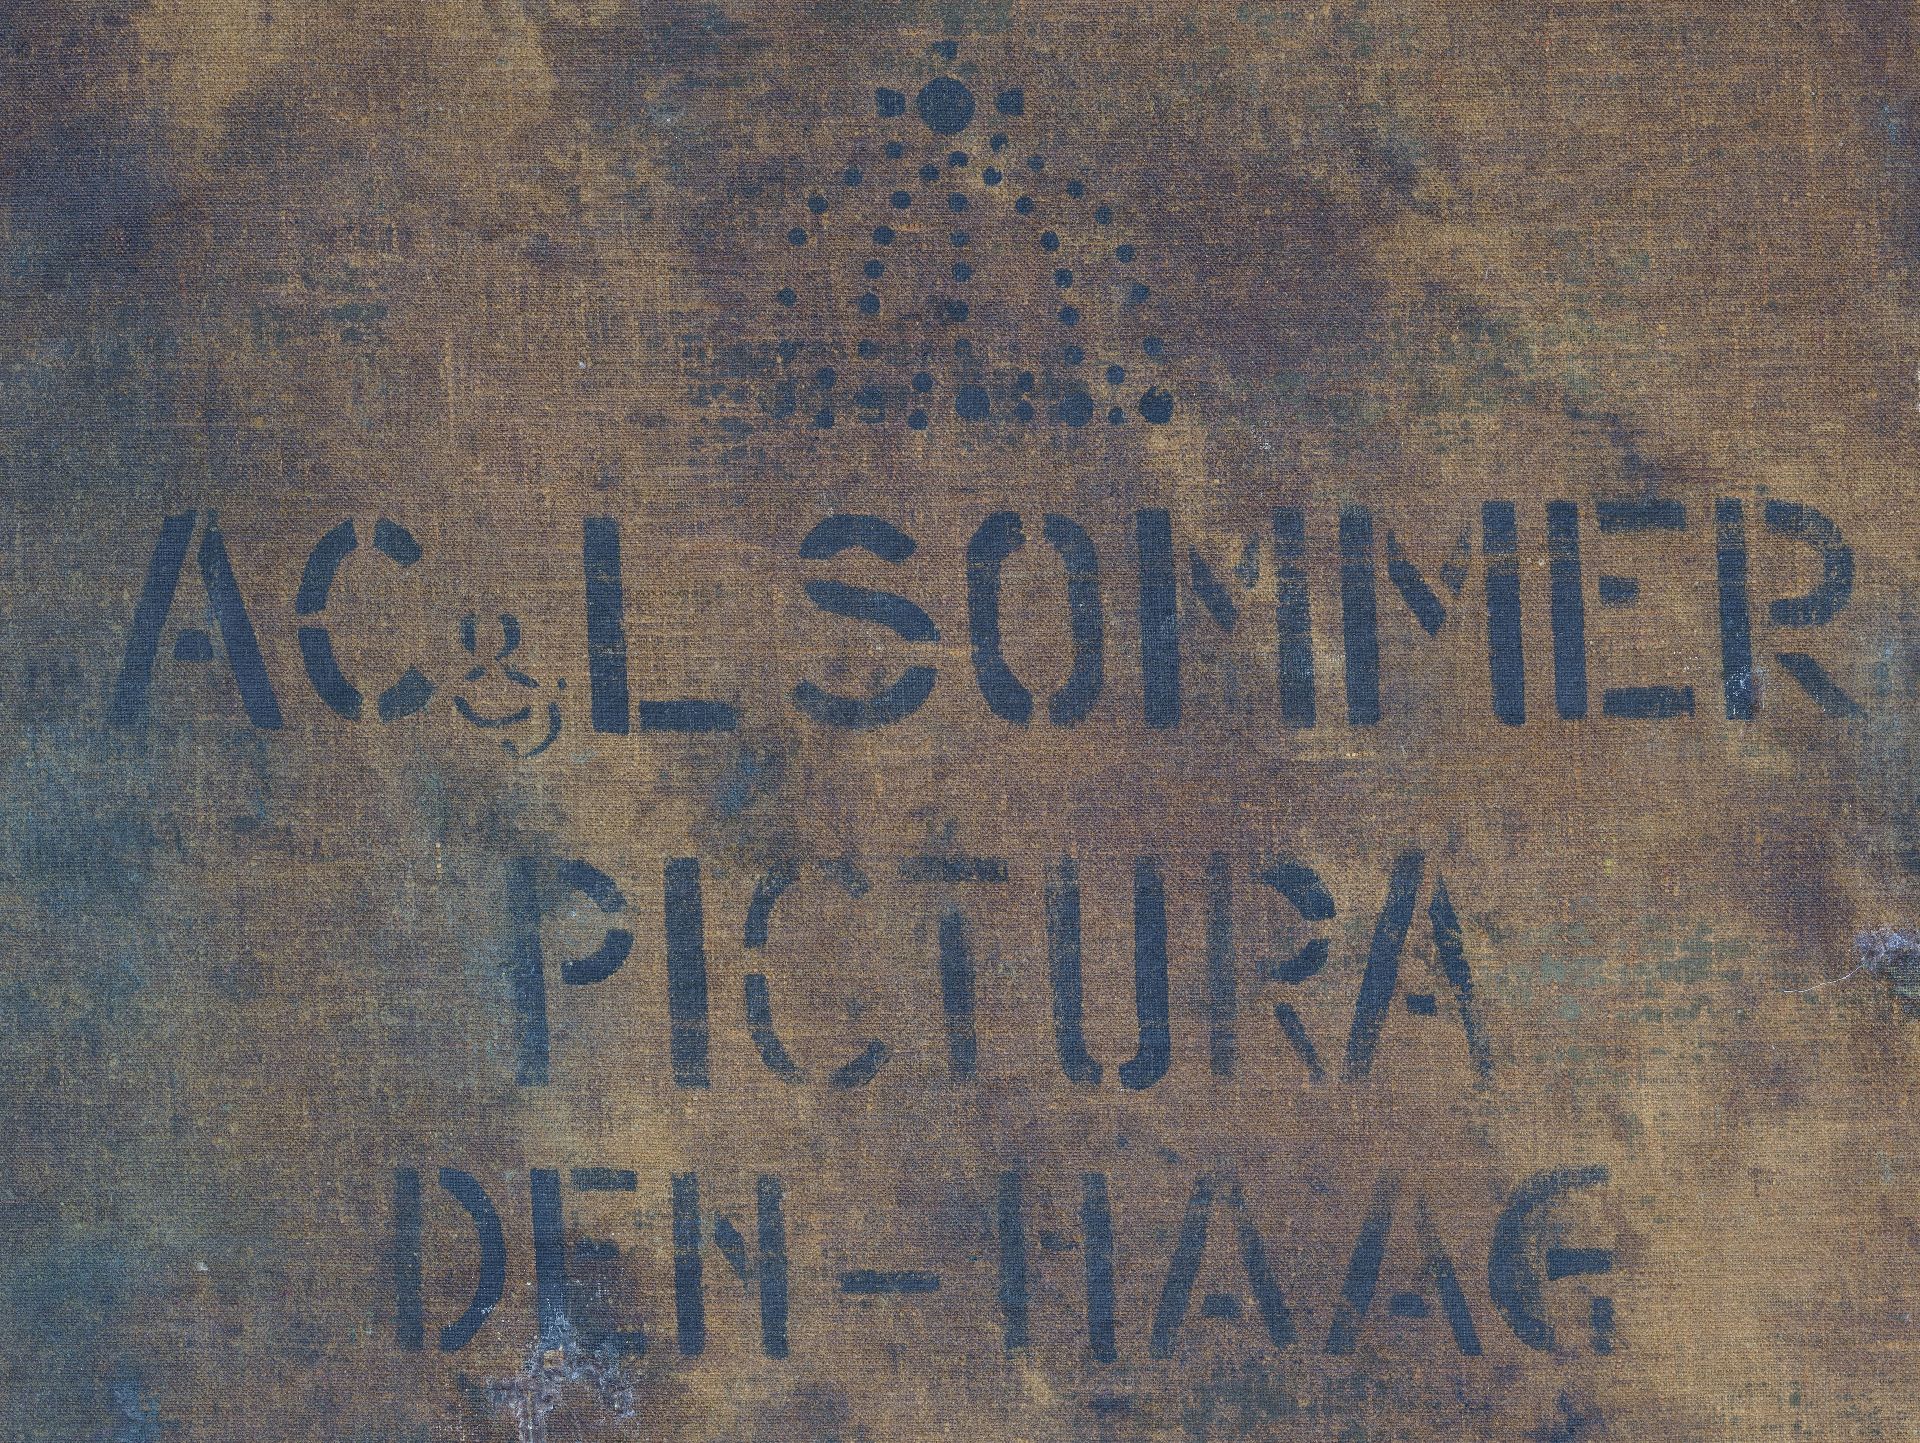 AC & L SOMMER
PICTURA
DEN-HAAG